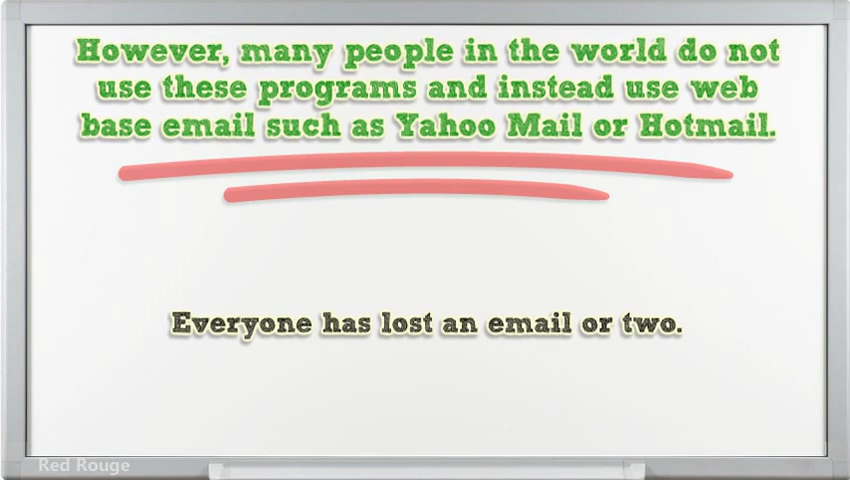 However, many people in the world do not
use these programs and instead use web
base email such as Yahoo Mail or Hotmail.
Everyone has lost an email or two.
Red Rouge